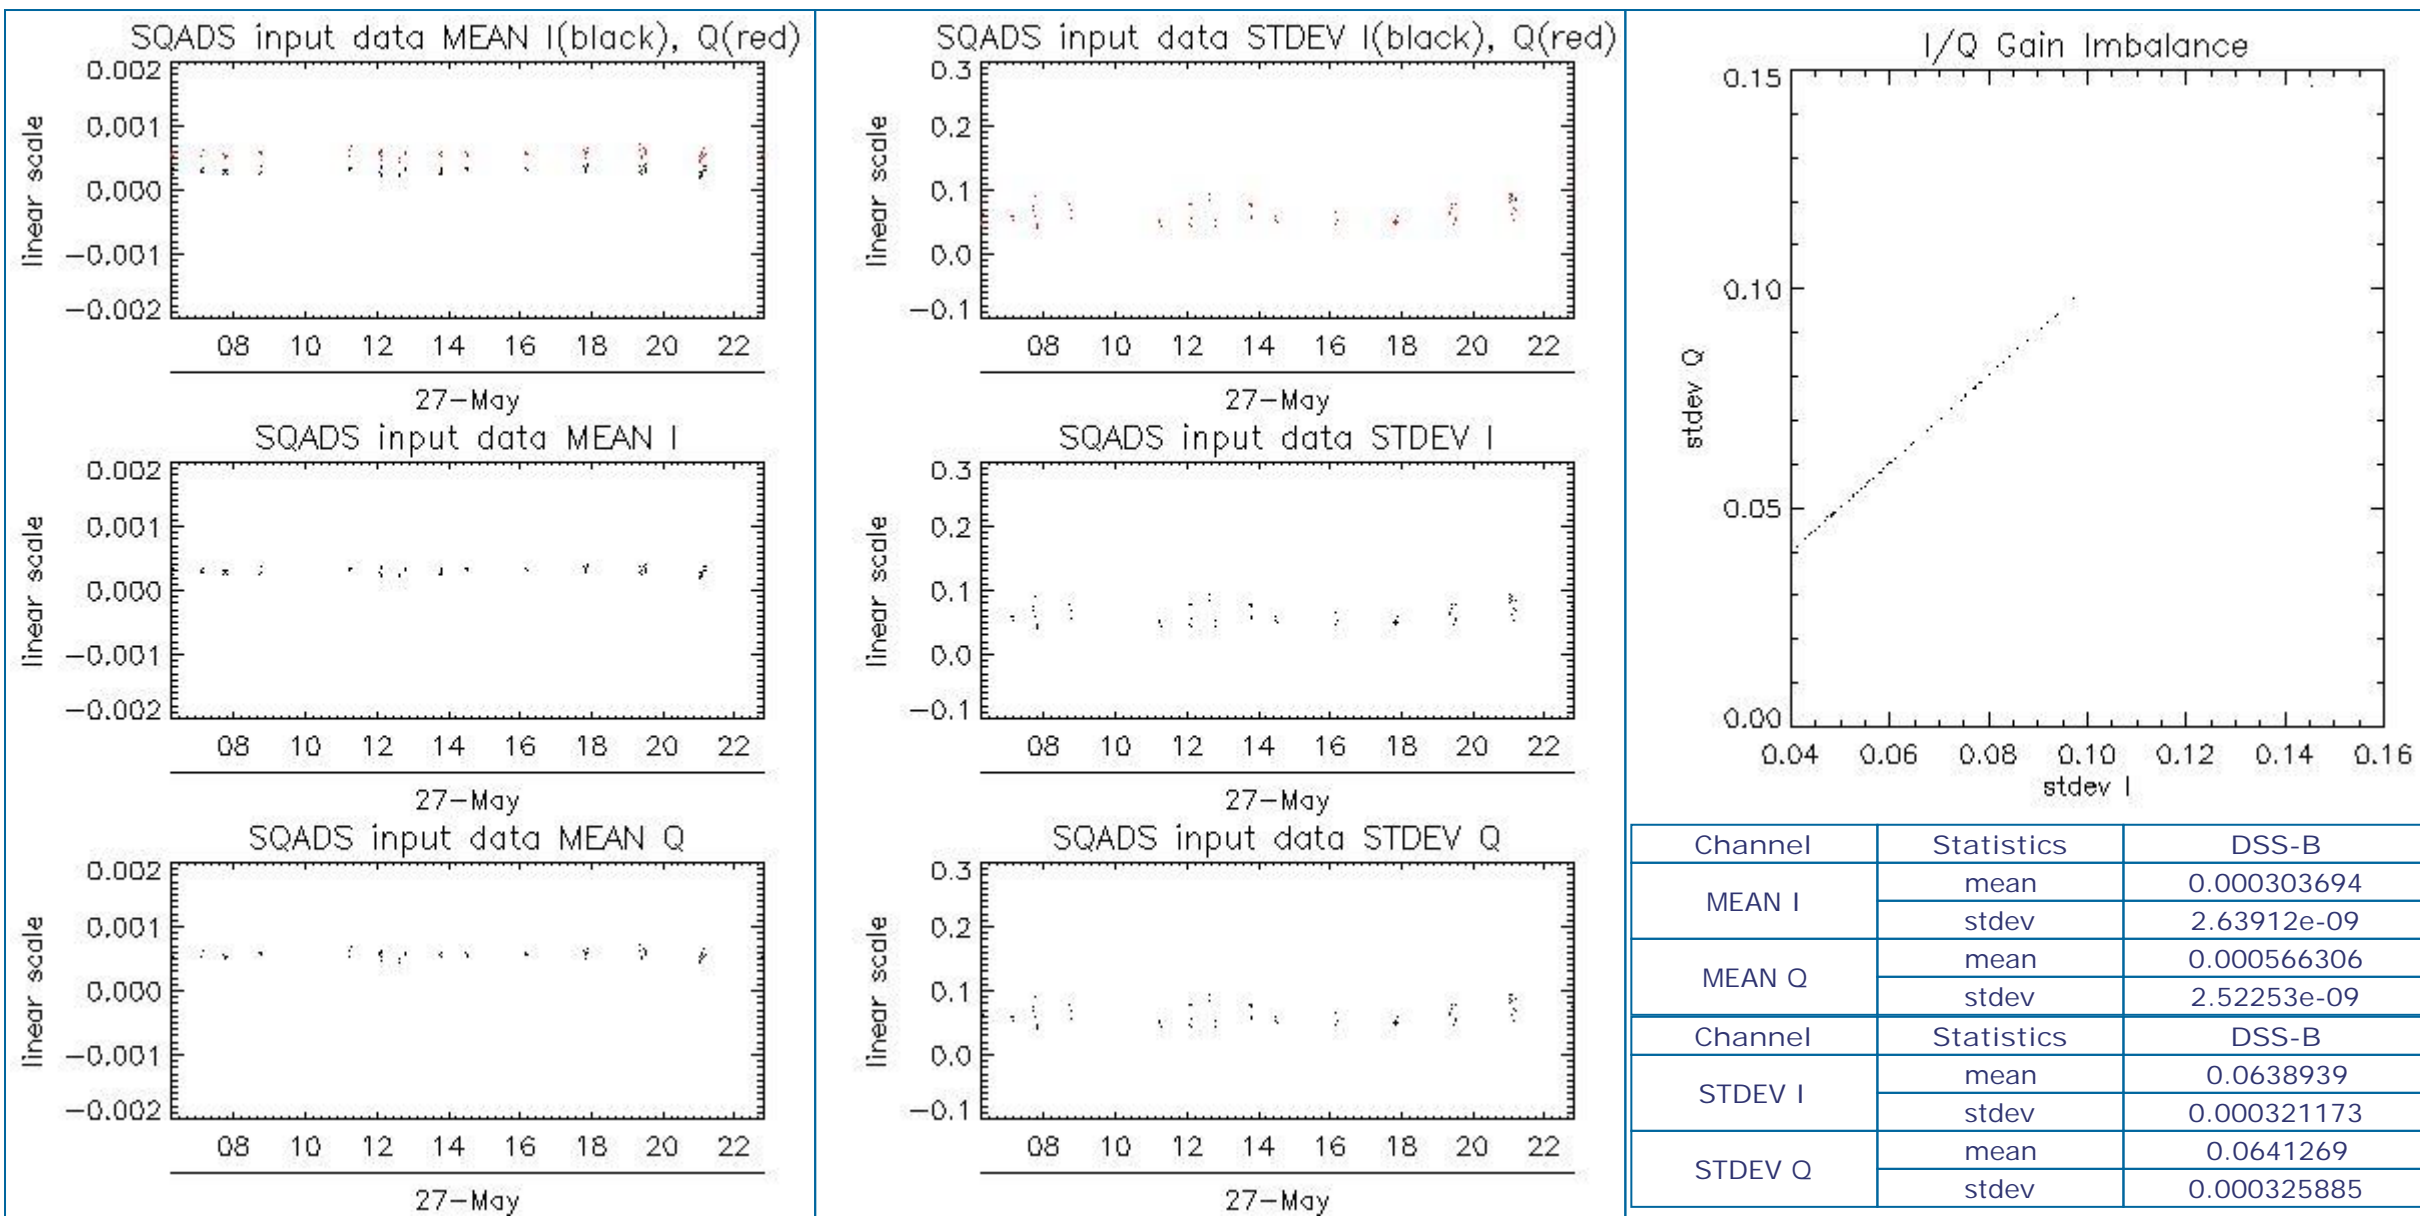 SQADS input data MEAN I(black), Q(red)
linear scale
0.002
0.001
0.000
−0.001
−0.002
08 10 12 14 16 18 20 22
27−May
SQADS input data MEAN I
linear scale
0.002
0.001
0.000
−0.001
−0.002
08 10 12 14 16 18 20 22
27−May
SQADS input data MEAN Q
linear scale
0.002
0.001
0.000
−0.001
−0.002
08 10 12 14 16 18 20 22
27−May
SQADS input data STDEV I(black), Q(red)
linear scale
0.3
0.2
0.1
0.0
−0.1
08 10 12 14 16 18 20 22
27−May
SQADS input data STDEV I
linear scale
0.3
0.2
0.1
0.0
−0.1
08 10 12 14 16 18 20 22
27−May
SQADS input data STDEV Q
linear scale
0.3
0.2
0.1
0.0
−0.1
08 10 12 14 16 18 20 22
27−May
I/Q Gain Imbalance
stdev Q
0.15
0.10
0.05
0.00
0.04 0.06 0.08 0.10 0.12 0.14 0.16
stdev I
Channel Statistics DSS-B
MEAN I mean 0.000303694
stdev 2.63912e-09
MEAN Q mean 0.000566306
stdev 2.52253e-09
Channel Statistics DSS-B
STDEV I mean 0.0638939
stdev 0.000321173
STDEV Q mean 0.0641269
stdev 0.000325885